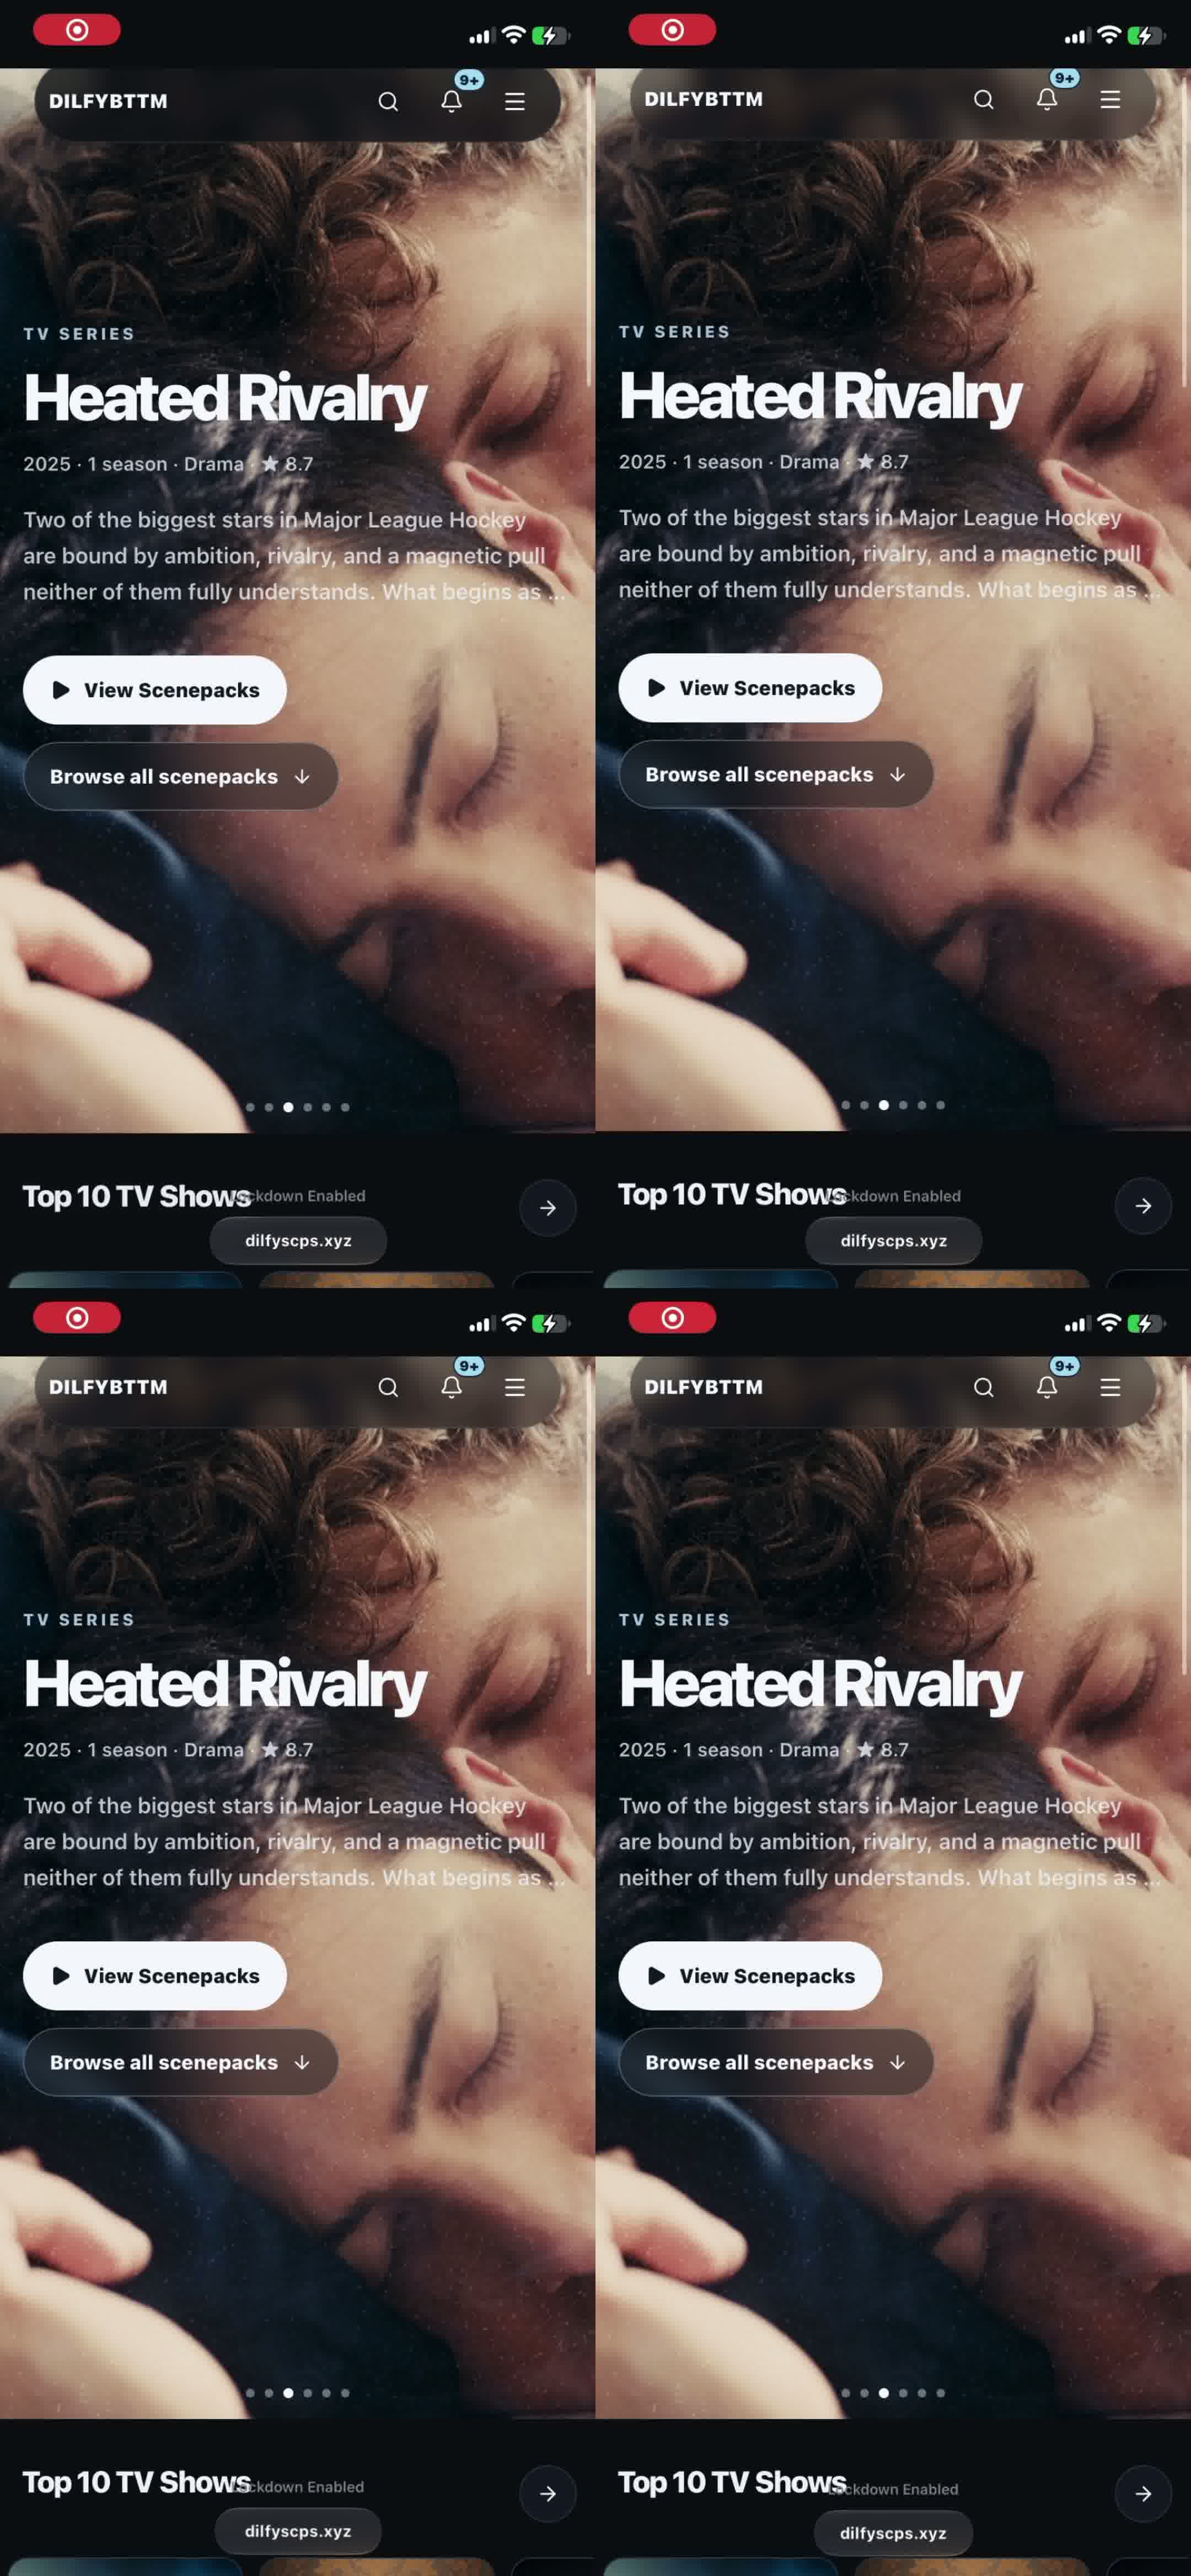 DILFYBTTM
9+
TV SERIES
Heated Rivalry
2025 · 1 season · Drama · ★ 8.7
Two of the biggest stars in Major League Hockey
are bound by ambition, rivalry, and a magnetic pull
neither of them fully understands. What begins as ...
View Scenepacks
Browse all scenepacks ↓
Top 10 TV Shows
Lockdown Enabled
dilfyscps.xyz
DILFYBTTM
9+
TV SERIES
Heated Rivalry
2025 · 1 season · Drama · ★ 8.7
Two of the biggest stars in Major League Hockey
are bound by ambition, rivalry, and a magnetic pull
neither of them fully understands. What begins as ...
View Scenepacks
Browse all scenepacks ↓
Top 10 TV Shows
Lockdown Enabled
dilfyscps.xyz
DILFYBTTM
9+
TV SERIES
Heated Rivalry
2025 · 1 season · Drama · ★ 8.7
Two of the biggest stars in Major League Hockey
are bound by ambition, rivalry, and a magnetic pull
neither of them fully understands. What begins as ...
View Scenepacks
Browse all scenepacks ↓
Top 10 TV Shows
Lockdown Enabled
dilfyscps.xyz
DILFYBTTM
9+
TV SERIES
Heated Rivalry
2025 · 1 season · Drama · ★ 8.7
Two of the biggest stars in Major League Hockey
are bound by ambition, rivalry, and a magnetic pull
neither of them fully understands. What begins as ...
View Scenepacks
Browse all scenepacks ↓
Top 10 TV Shows
Lockdown Enabled
dilfyscps.xyz